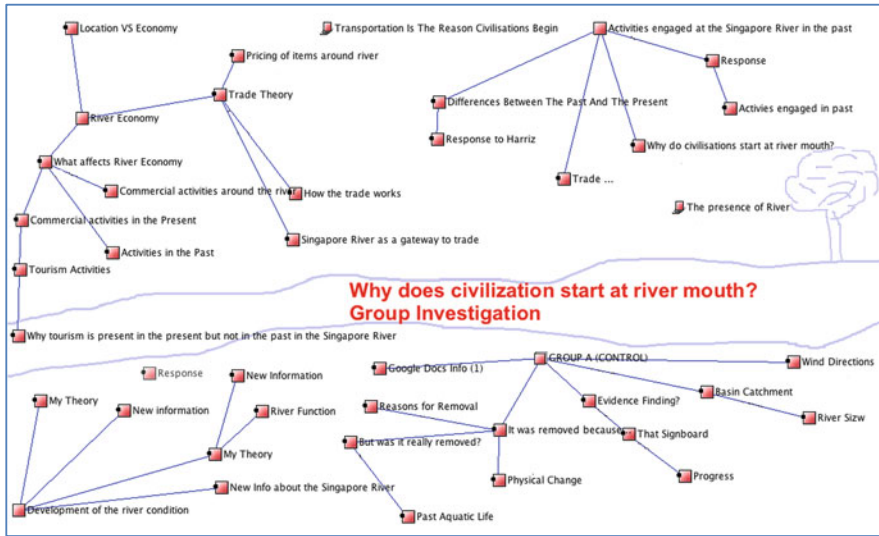 Location VS Economy
Transportation Is The Reason Civilisations Begin
Activities engaged at the Singapore River in the past
Pricing of items around river
Response
Trade Theory
Differences Between The Past And The Present
Activies engaged in past
River Economy
Response to Harriz
Why do civilisations start at river mouth?
What affects River Economy
Trade ...
Commercial activities around the river
How the trade works
The presence of River
Commercial activities in the Present
Singapore River as a gateway to trade
Activities in the Past
Tourism Activities
Why does civilization start at river mouth?
Group Investigation
Why tourism is present in the present but not in the past in the Singapore River
GROUP A (CONTROL)
Wind Directions
Google Docs Info (1)
Response
New Information
Basin Catchment
My Theory
Reasons for Removal
Evidence Finding?
New information
River Function
River Sizw
It was removed because
That Signboard
But was it really removed?
My Theory
Progress
Physical Change
New Info about the Singapore River
Development of the river condition
Past Aquatic Life